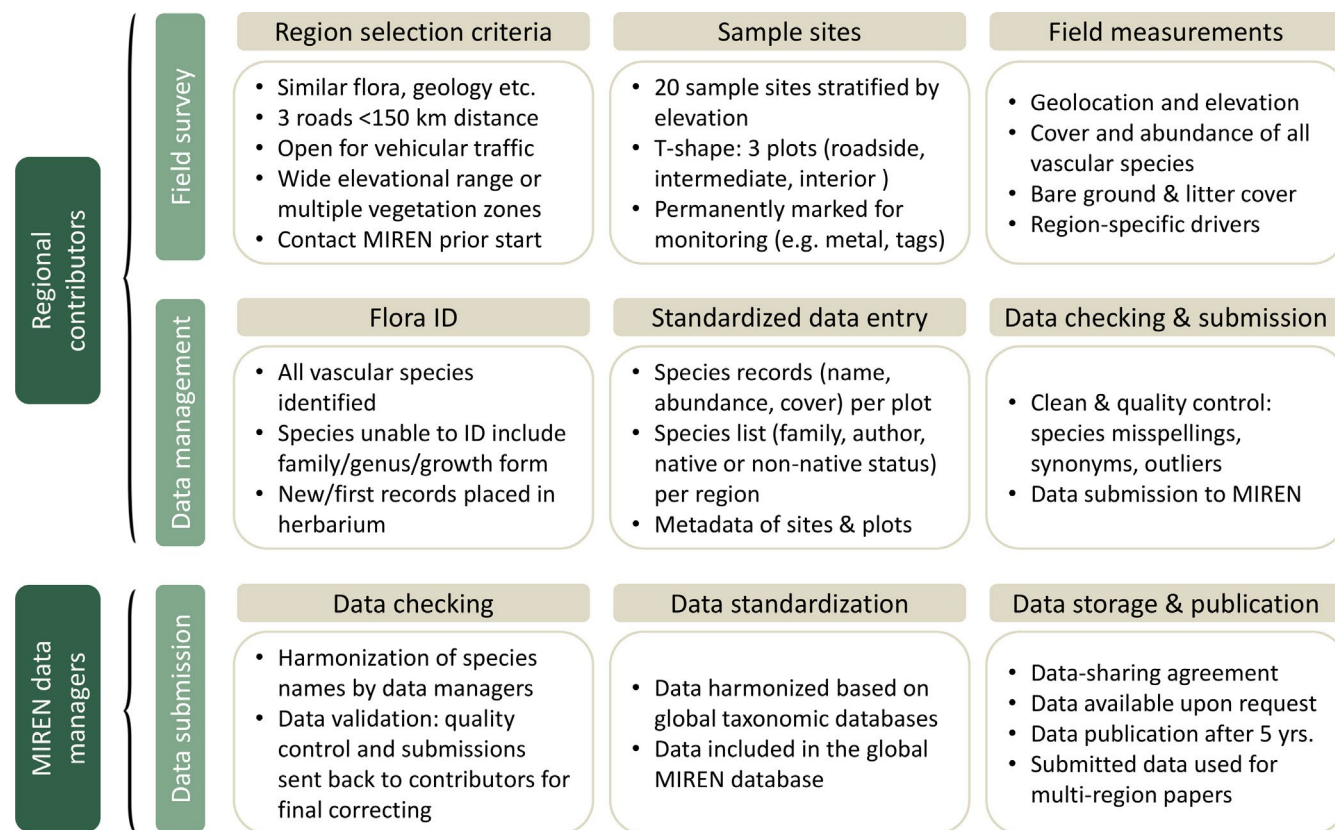 Regional
contributors
Field survey
Region selection criteria
• Similar flora, geology etc.
• 3 roads <150 km distance
• Open for vehicular traffic
• Wide elevational range or
multiple vegetation zones
• Contact MIREN prior start
Sample sites
• 20 sample sites stratified by
elevation
• T-shape: 3 plots (roadside,
intermediate, interior )
• Permanently marked for
monitoring (e.g. metal, tags)
Field measurements
• Geolocation and elevation
• Cover and abundance of all
vascular species
• Bare ground & litter cover
• Region-specific drivers
Data management
Flora ID
• All vascular species
identified
• Species unable to ID include
family/genus/growth form
• New/first records placed in
herbarium
Standardized data entry
• Species records (name,
abundance, cover) per plot
• Species list (family, author,
native or non-native status)
per region
• Metadata of sites & plots
Data checking & submission
• Clean & quality control:
species misspellings,
synonyms, outliers
• Data submission to MIREN
MIREN data
managers
Data submission
Data checking
• Harmonization of species
names by data managers
• Data validation: quality
control and submissions
sent back to contributors for
final correcting
Data standardization
• Data harmonized based on
global taxonomic databases
• Data included in the global
MIREN database
Data storage & publication
• Data-sharing agreement
• Data available upon request
• Data publication after 5 yrs.
• Submitted data used for
multi-region papers